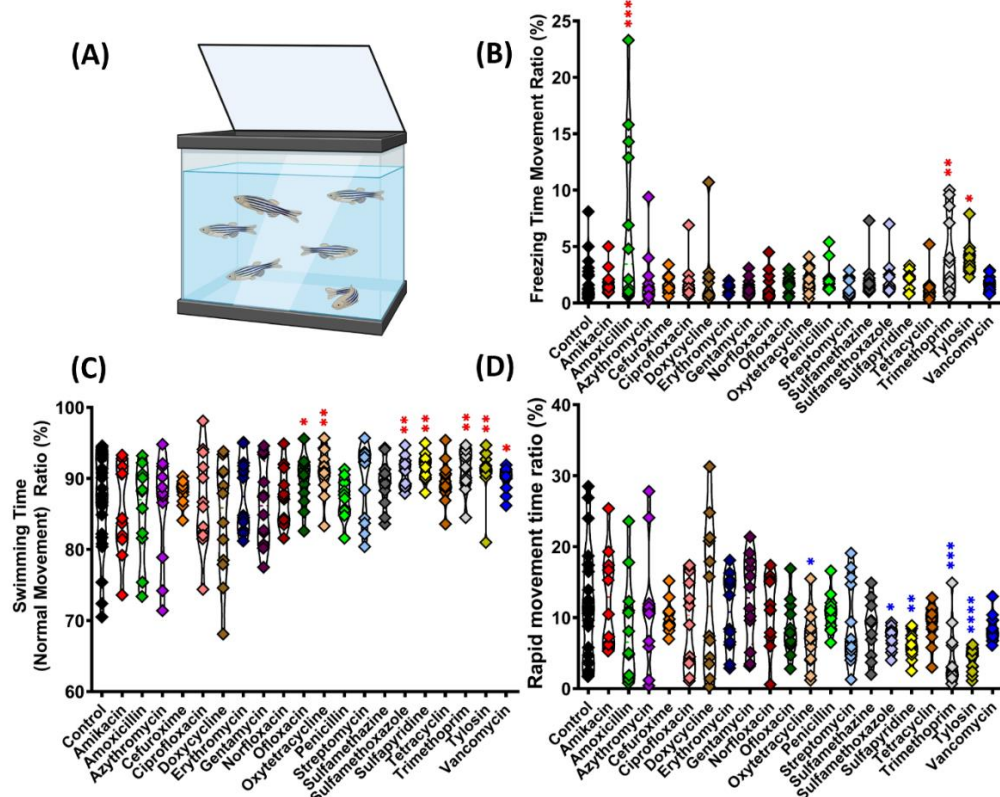 (A)
(B)
Freezing Time Movement Ratio (%)
25
20
15
10
5
0
***
**
*
Control
Amikacin
Amoxicillin
Azythromycin
Cefuroxime
Ciprofloxacin
Doxycycline
Erythromycin
Gentamycin
Norfloxacin
Ofloxacin
Oxytetracycline
Penicillin
Streptomycin
Sulfamethazine
Sulfamethoxazole
Sulfapyridine
Tetracyclin
Trimethoprim
Tylosin
Vancomycin
(C)
Swimming Time
(Normal Movement) Ratio (%)
100
90
80
70
60
*
**
**
**
**
**
*
Control
Amikacin
Amoxicillin
Azythromycin
Cefuroxime
Ciprofloxacin
Doxycycline
Erythromycin
Gentamycin
Norfloxacin
Ofloxacin
Oxytetracycline
Penicillin
Streptomycin
Sulfamethazine
Sulfamethoxazole
Sulfapyridine
Tetracyclin
Trimethoprim
Tylosin
Vancomycin
(D)
Rapid movement time ratio (%)
40
30
20
10
0
*
*
**
***
****
Control
Amikacin
Amoxicillin
Azythromycin
Cefuroxime
Ciprofloxacin
Doxycycline
Erythromycin
Gentamycin
Norfloxacin
Ofloxacin
Oxytetracycline
Penicillin
Streptomycin
Sulfamethazine
Sulfamethoxazole
Sulfapyridine
Tetracyclin
Trimethoprim
Tylosin
Vancomycin